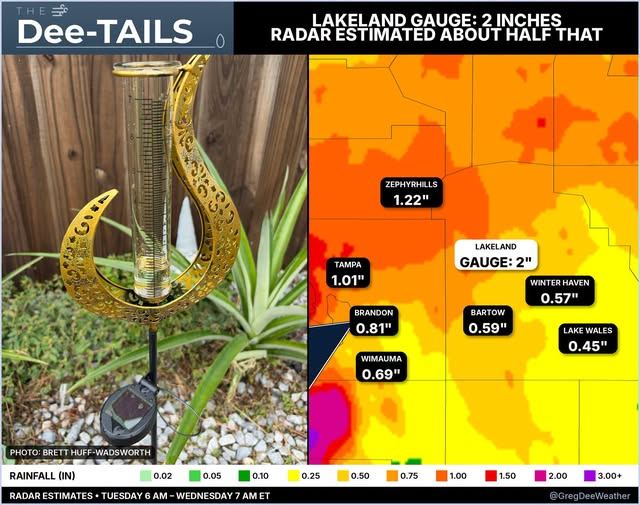 THE
Dee-TAILS
LAKELAND GAUGE: 2 INCHES
RADAR ESTIMATED ABOUT HALF THAT
ZEPHYRHILLS
1.22"
LAKELAND
GAUGE: 2"
TAMPA
1.01"
WINTER HAVEN
0.57"
BRANDON
0.81"
BARTOW
0.59"
LAKE WALES
0.45"
WIMAUMA
0.69"
PHOTO: BRETT HUFF-WADSWORTH
RAINFALL (IN) 0.02 0.05 0.10 0.25 0.50 0.75 1.00 1.50 2.00 3.00+
RADAR ESTIMATES • TUESDAY 6 AM – WEDNESDAY 7 AM ET
@GregDeeWeather